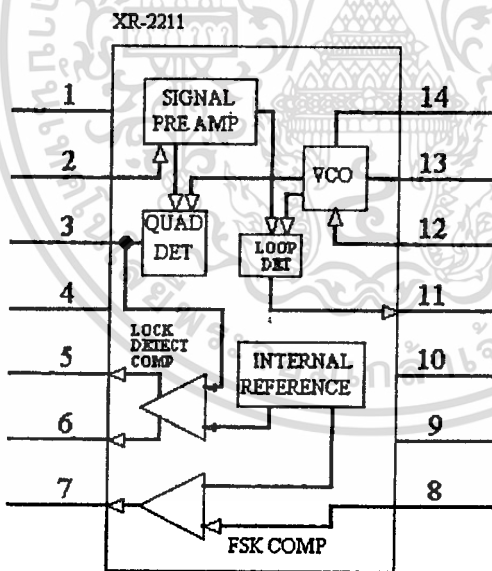 XR-2211
1
2
3
4
5
6
7
14
13
12
11
10
9
8
SIGNAL
PRE AMP
VCO
QUAD
DET
LOOP
DET
LOCK
DETECT
COMP
INTERNAL
REFERENCE
FSK COMP